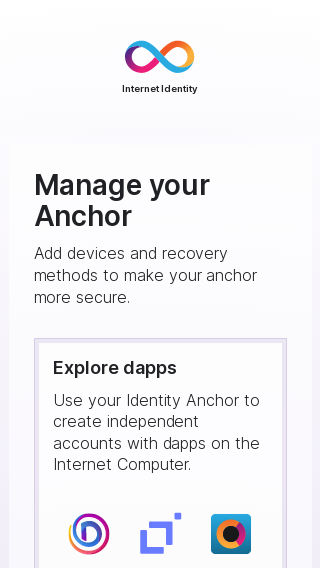 Internet Identity
Manage your
Anchor
Add devices and recovery
methods to make your anchor
more secure.
Explore dapps
Use your Identity Anchor to
create independent
accounts with dapps on the
Internet Computer.